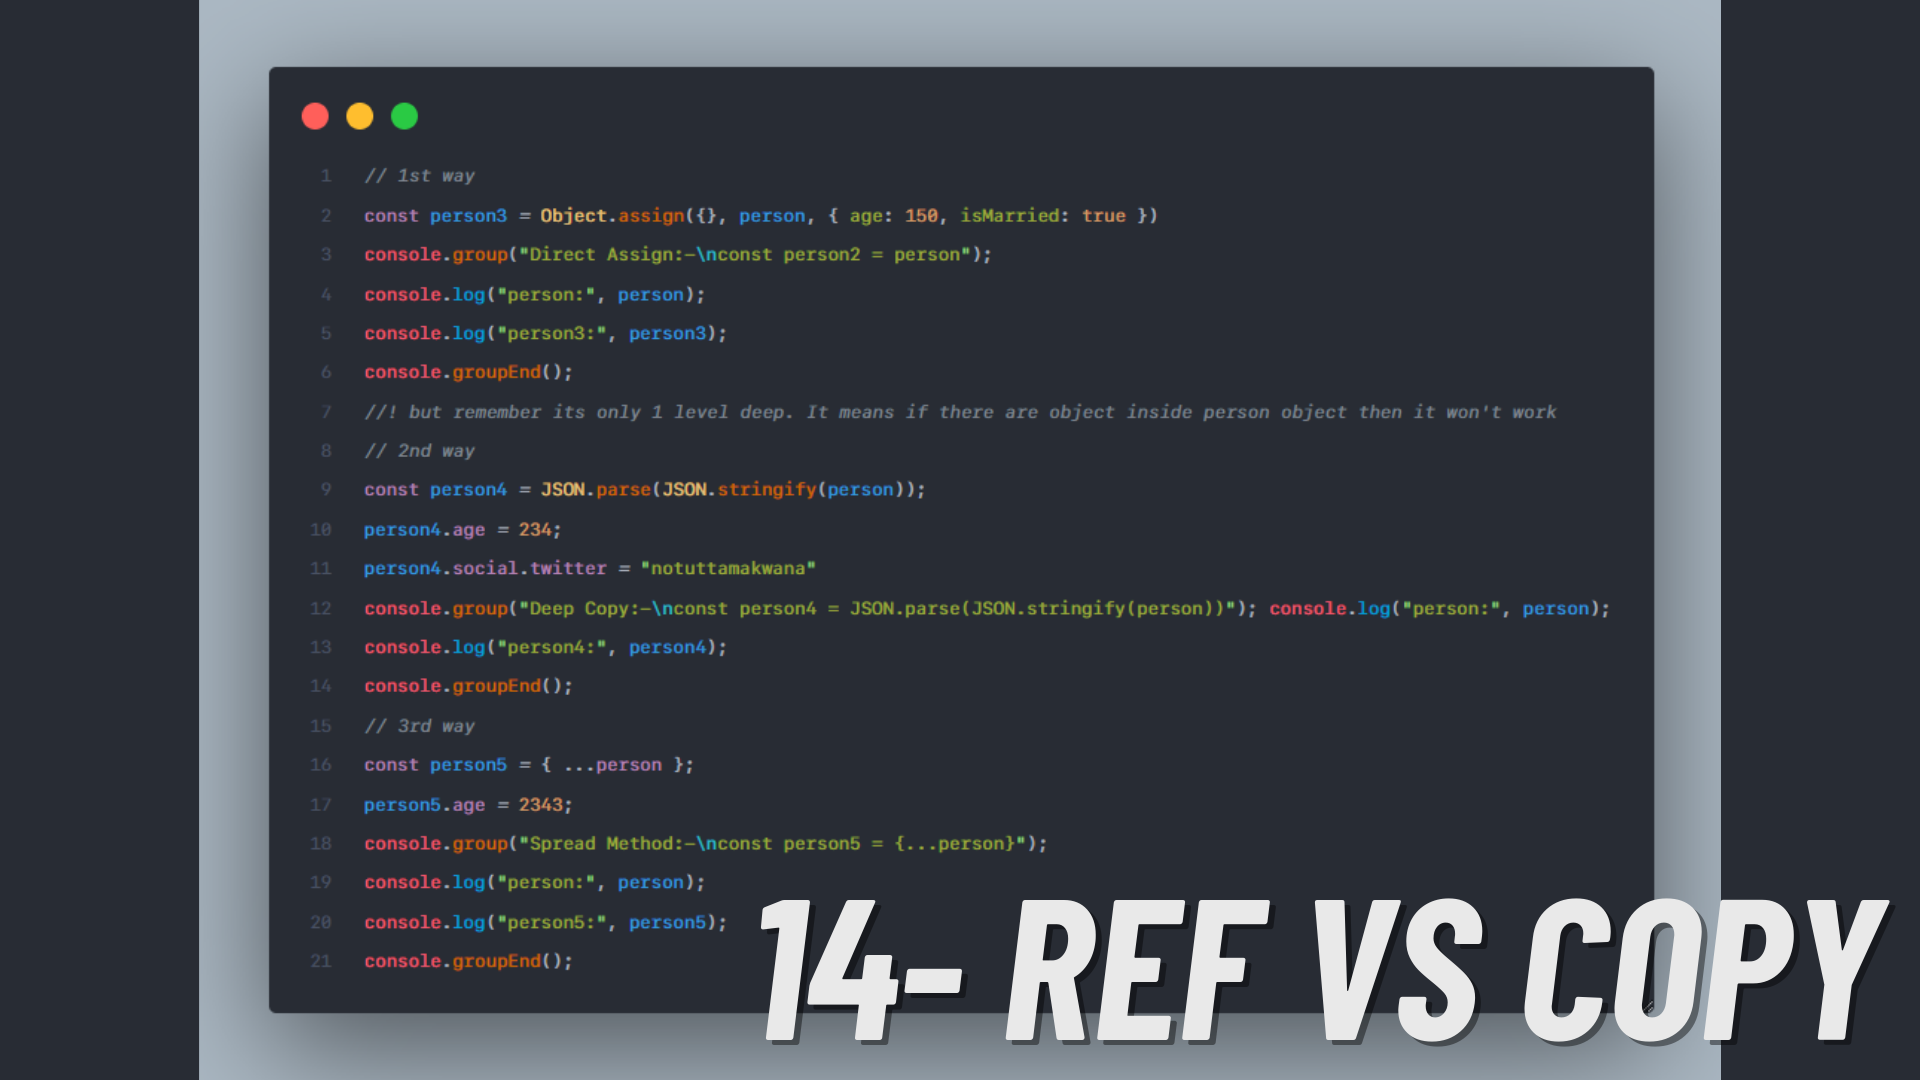 1 // 1st way
2 const person3 = Object.assign({}, person, { age: 150, isMarried: true })
3 console.group("Direct Assign:-\nconst person2 = person");
4 console.log("person:", person);
5 console.log("person3:", person3);
6 console.groupEnd();
7 //! but remember its only 1 level deep. It means if there are object inside person object then it won't work
8 // 2nd way
9 const person4 = JSON.parse(JSON.stringify(person));
10 person4.age = 234;
11 person4.social.twitter = "notuttamakwana"
12 console.group("Deep Copy:-\nconst person4 = JSON.parse(JSON.stringify(person))"); console.log("person:", person);
13 console.log("person4:", person4);
14 console.groupEnd();
15 // 3rd way
16 const person5 = { ...person };
17 person5.age = 2343;
18 console.group("Spread Method:-\nconst person5 = {...person}");
19 console.log("person:", person);
20 console.log("person5:", person5);
21 console.groupEnd();
14- REF VS COPY